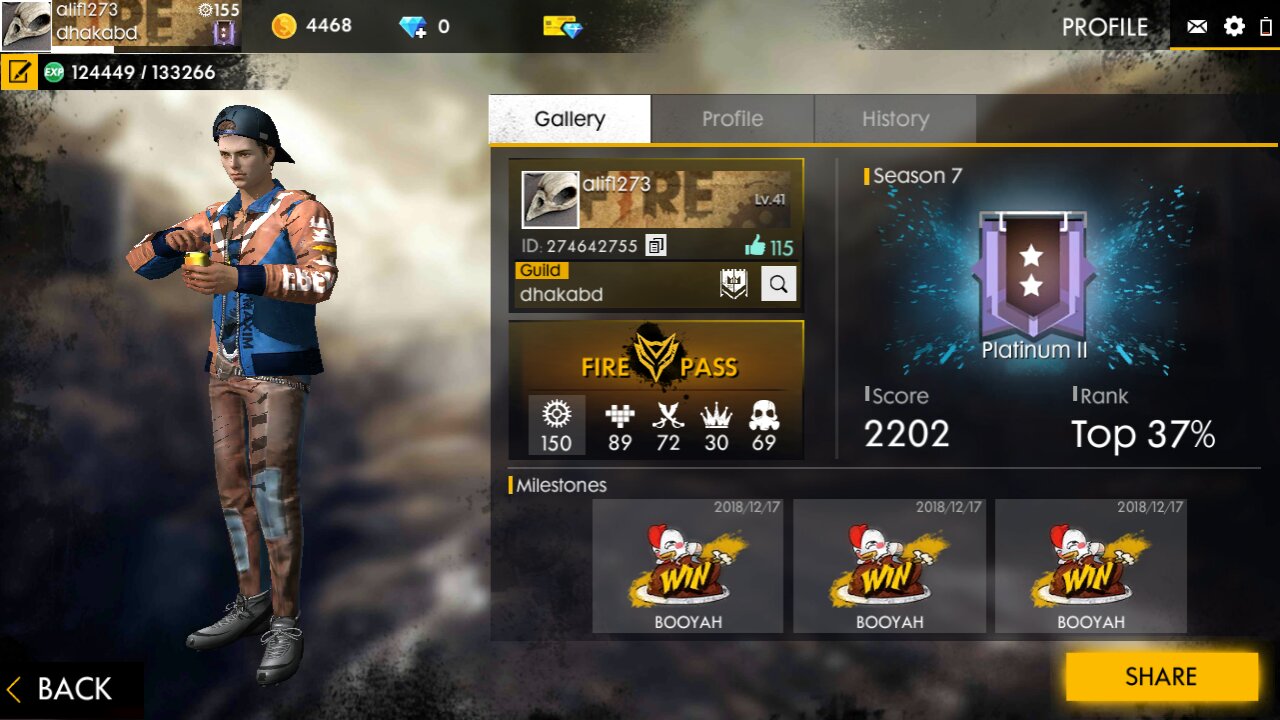 alif1273
155
dhakabd
4468
0
PROFILE
EXP 124449 / 133266
Gallery
Profile
History
alif1273
FIRE
Lv.41
ID: 274642755
115
Guild
dhakabd
FIRE PASS
150 89 72 30 69
Season 7
Platinum II
Score
2202
Rank
Top 37%
Milestones
2018/12/17
2018/12/17
2018/12/17
WIN
WIN
WIN
BOOYAH
BOOYAH
BOOYAH
MAXIM
BACK
SHARE